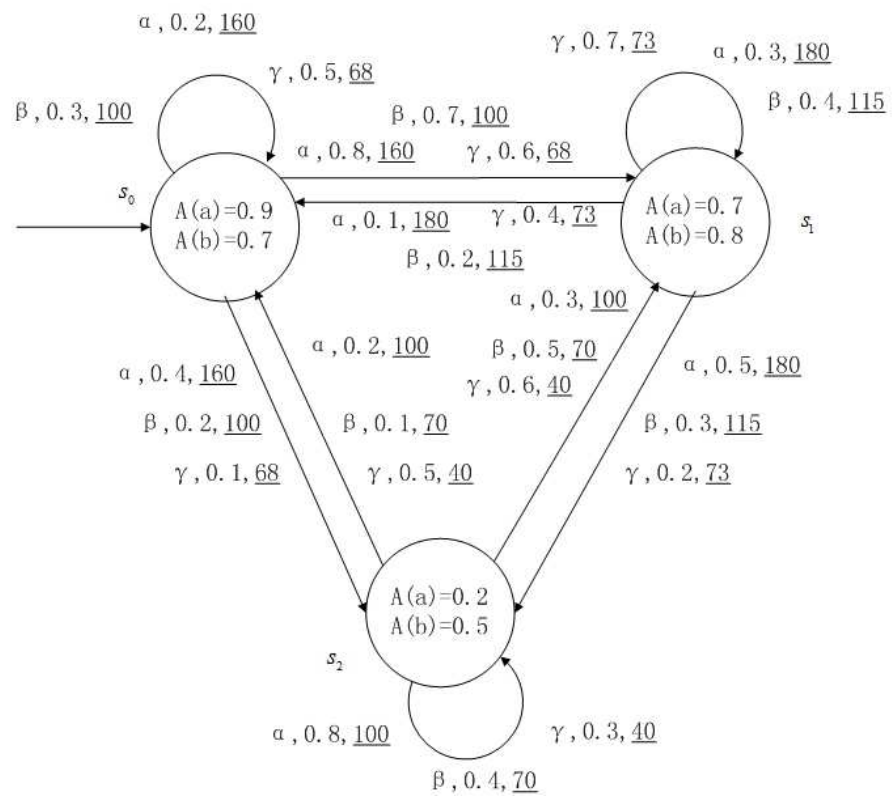 α, 0.2, 160
γ, 0.5, 68
β, 0.3, 100
γ, 0.7, 73
α, 0.3, 180
β, 0.4, 115
β, 0.7, 100
α, 0.8, 160
γ, 0.6, 68
s₀
A(a)=0.9
A(b)=0.7
A(a)=0.7
A(b)=0.8
s₁
α, 0.1, 180
γ, 0.4, 73
β, 0.2, 115
α, 0.3, 100
α, 0.2, 100
β, 0.5, 70
α, 0.4, 160
γ, 0.6, 40
α, 0.5, 180
β, 0.2, 100
β, 0.1, 70
β, 0.3, 115
γ, 0.1, 68
γ, 0.5, 40
γ, 0.2, 73
A(a)=0.2
A(b)=0.5
s₂
α, 0.8, 100
γ, 0.3, 40
β, 0.4, 70